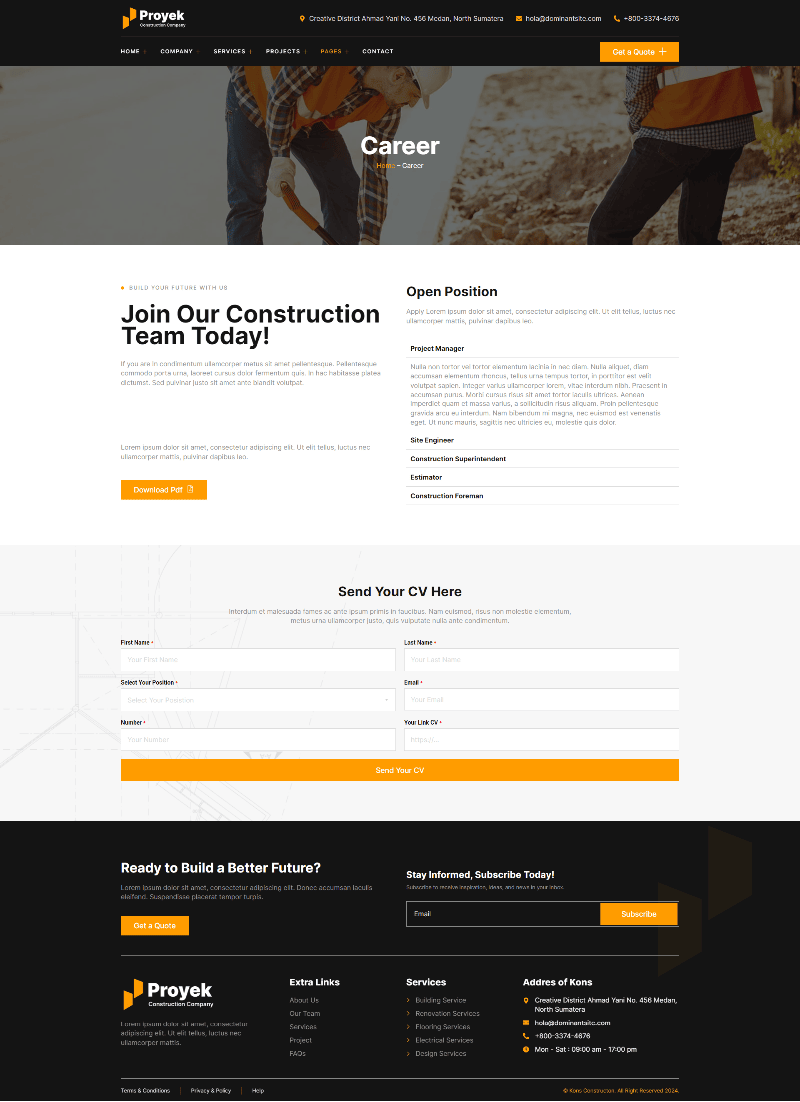 Proyek
Construction Company
Creative District Ahmad Yani No. 456 Medan, North Sumatera
hola@dominantsite.com
+800-3374-4676
HOME
COMPANY
SERVICES
PROJECTS
PAGES
CONTACT
Get a Quote
Career
Home – Career
BUILD YOUR FUTURE WITH US
Join Our Construction
Team Today!
If you are In condimentum ullamcorper metus sit amet pellentesque. Pellentesque
commodo porta urna, laoreet cursus dolor fermentum quis. In hac habitasse platea
dictumst. Sed pulvinar justo sit amet ante blandit volutpat.
Lorem ipsum dolor sit amet, consectetur adipiscing elit. Ut elit tellus, luctus nec
ullamcorper mattis, pulvinar dapibus leo.
Download Pdf
Open Position
Apply Lorem ipsum dolor sit amet, consectetur adipiscing elit. Ut elit tellus, luctus nec
ullamcorper mattis, pulvinar dapibus leo.
Project Manager
Nulla non tortor vel tortor elementum lacinia in nec diam. Nulla aliquet, diam
accumsan elementum rhoncus, tellus urna tempus tortor, in porttitor est velit
volutpat sapien. Integer varius ullamcorper lorem, vitae interdum nibh. Praesent in
accumsan purus. Morbi cursus risus sit amet tortor iaculis ultrices. Aenean
imperdiet quam et massa varius, a sollicitudin risus aliquam. Proin pellentesque
gravida arcu eu interdum. Nam bibendum mi magna, nec euismod est venenatis
eget. Ut nunc mauris, sagittis nec ultricies eu, molestie quis dolor.
Site Engineer
Construction Superintendent
Estimator
Construction Foreman
Send Your CV Here
Interdum et malesuada fames ac ante ipsum primis in faucibus. Nam euismod, risus non molestie elementum,
metus urna ullamcorper justo, quis vulputate nulla ante condimentum.
First Name *
Last Name *
Your First Name
Your Last Name
Select Your Position *
Email *
Select Your Posistion
Your Email
Number *
Your Link CV *
Your Number
https://...
Send Your CV
Ready to Build a Better Future?
Lorem ipsum dolor sit amet, consectetur adipiscing elit. Donec accumsan iaculis
eleifend. Suspendisse placerat tempor turpis.
Get a Quote
Stay Informed, Subscribe Today!
Subscribe to receive inspiration, ideas, and news in your inbox.
Email
Subscribe
Proyek
Construction Company
Lorem ipsum dolor sit amet, consectetur
adipiscing elit. Ut elit tellus, luctus nec
ullamcorper mattis.
Extra Links
About Us
Our Team
Services
Project
FAQs
Services
Building Service
Renovation Services
Flooring Services
Electrical Services
Design Services
Addres of Kons
Creative District Ahmad Yani No. 456 Medan,
North Sumatera
hola@dominantsite.com
+800-3374-4676
Mon - Sat : 09:00 am - 17:00 pm
Terms & Conditions
Privacy & Policy
Help
© Kons Constructon. All Right Reserved 2024.